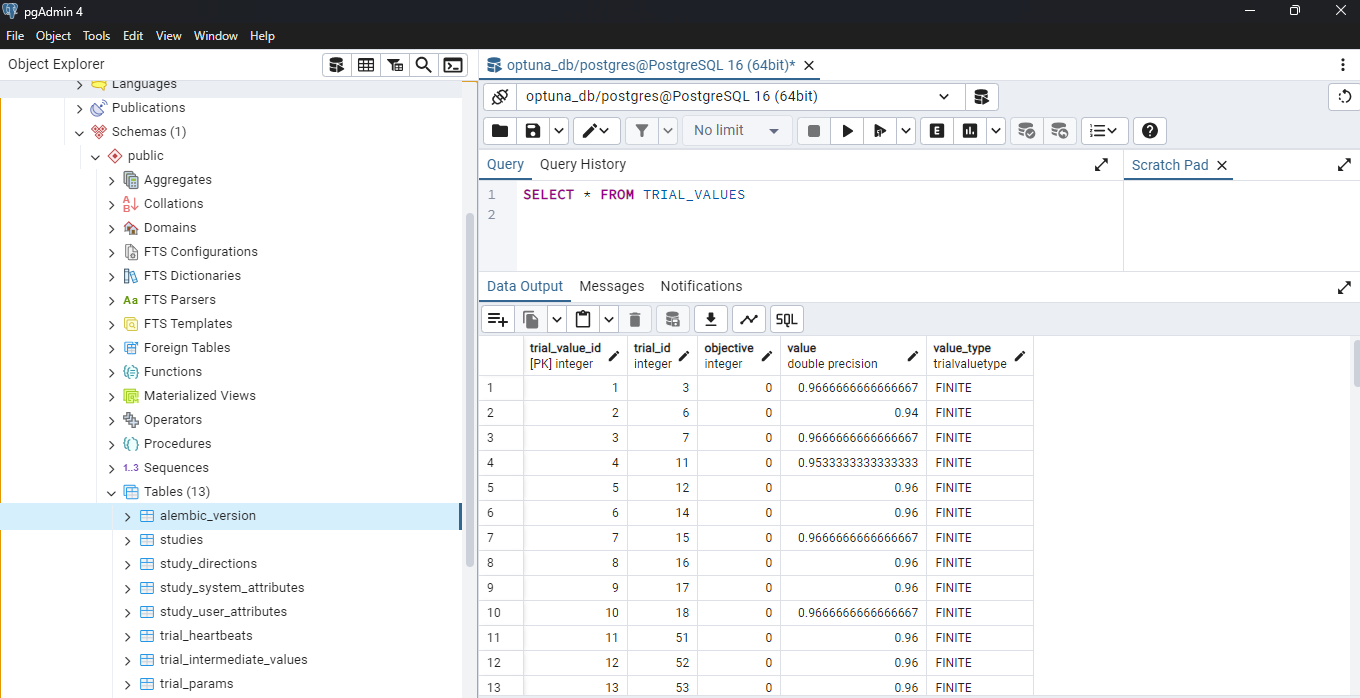 pgAdmin 4
File Object Tools Edit View Window Help
Object Explorer
optuna_db/postgres@PostgreSQL 16 (64bit)*
Languages
Publications
Schemas (1)
public
Aggregates
Collations
Domains
FTS Configurations
FTS Dictionaries
Aa FTS Parsers
FTS Templates
Foreign Tables
Functions
Materialized Views
Operators
Procedures
1..3 Sequences
Tables (13)
alembic_version
studies
study_directions
study_system_attributes
study_user_attributes
trial_heartbeats
trial_intermediate_values
trial_params
optuna_db/postgres@PostgreSQL 16 (64bit)
No limit
E
Query Query History
Scratch Pad
1 SELECT * FROM TRIAL_VALUES
2
Data Output Messages Notifications
SQL
trial_value_id trial_id objective value value_type
[PK] integer integer integer double precision trialvaluetype
1 1 3 0 0.9666666666666667 FINITE
2 2 6 0 0.94 FINITE
3 3 7 0 0.9666666666666667 FINITE
4 4 11 0 0.9533333333333333 FINITE
5 5 12 0 0.96 FINITE
6 6 14 0 0.96 FINITE
7 7 15 0 0.9666666666666667 FINITE
8 8 16 0 0.96 FINITE
9 9 17 0 0.96 FINITE
10 10 18 0 0.9666666666666667 FINITE
11 11 51 0 0.96 FINITE
12 12 52 0 0.96 FINITE
13 13 53 0 0.96 FINITE